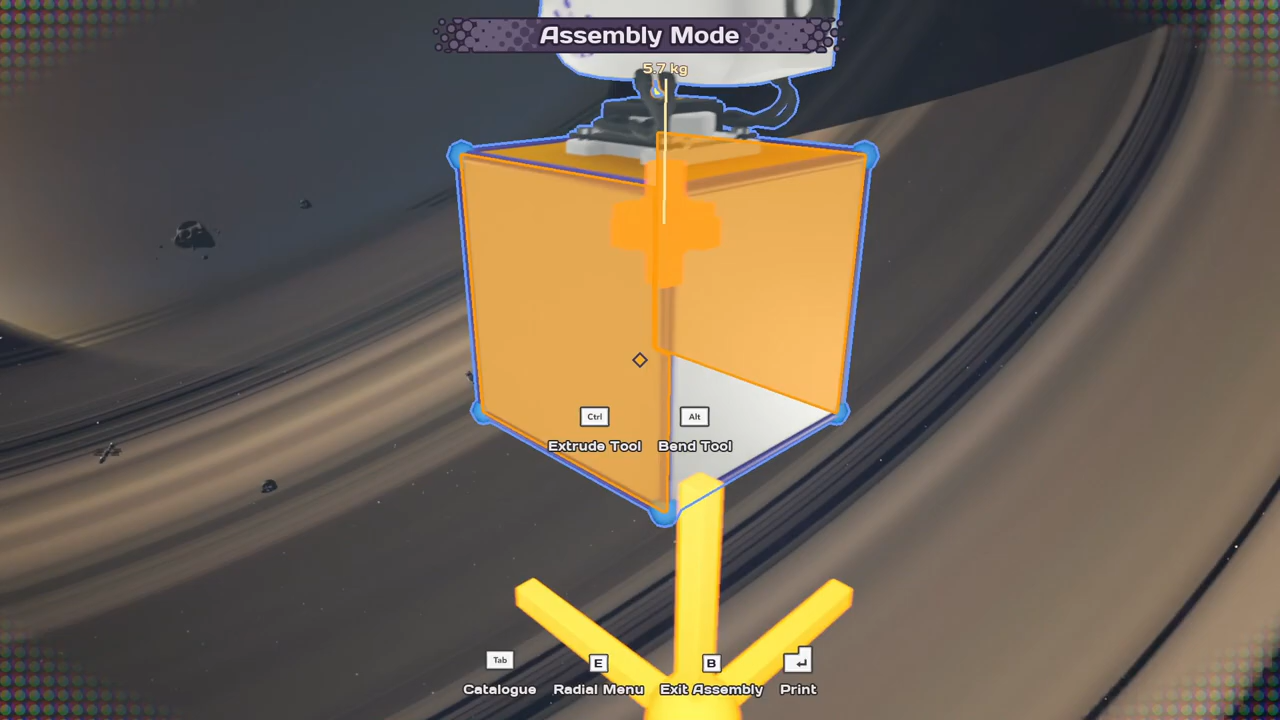 Assembly Mode
5.7 kg
Ctrl
Alt
Extrude Tool
Bend Tool
Tab
E
B
Catalogue
Radial Menu
Exit Assembly
Print